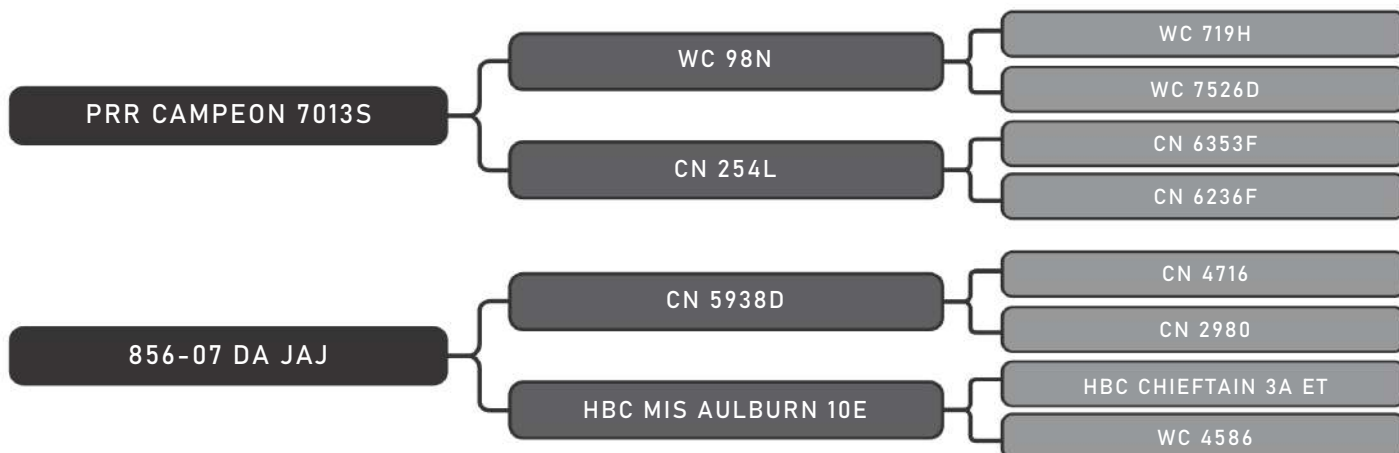 PRR CAMPEON 7013S
WC 98N
WC 719H
WC 7526D
CN 254L
CN 6353F
CN 6236F
856-07 DA JAJ
CN 5938D
CN 4716
CN 2980
HBC MIS AULBURN 10E
HBC CHIEFTAIN 3A ET
WC 4586